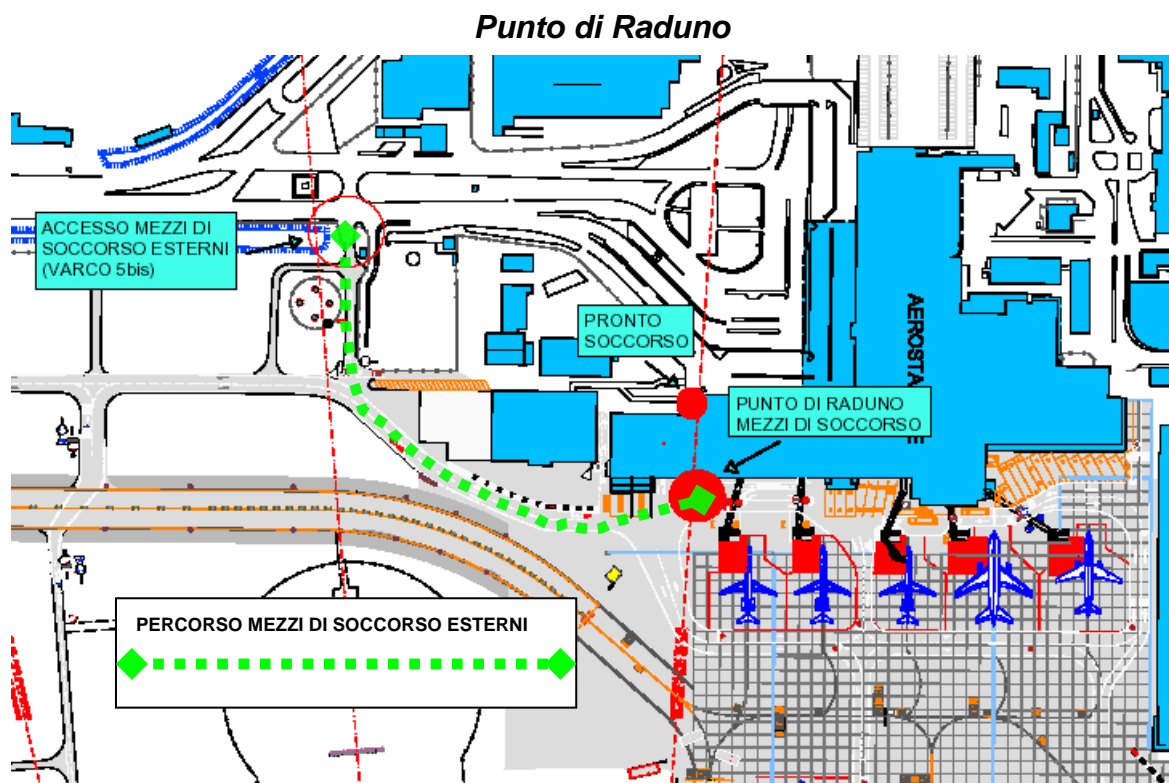 Punto di Raduno
ACCESSO MEZZI DI
SOCCORSO ESTERNI
(VARCO 5bis)
PRONTO
SOCCORSO
PUNTO DI RADUNO
MEZZI DI SOCCORSO
PERCORSO MEZZI DI SOCCORSO ESTERNI